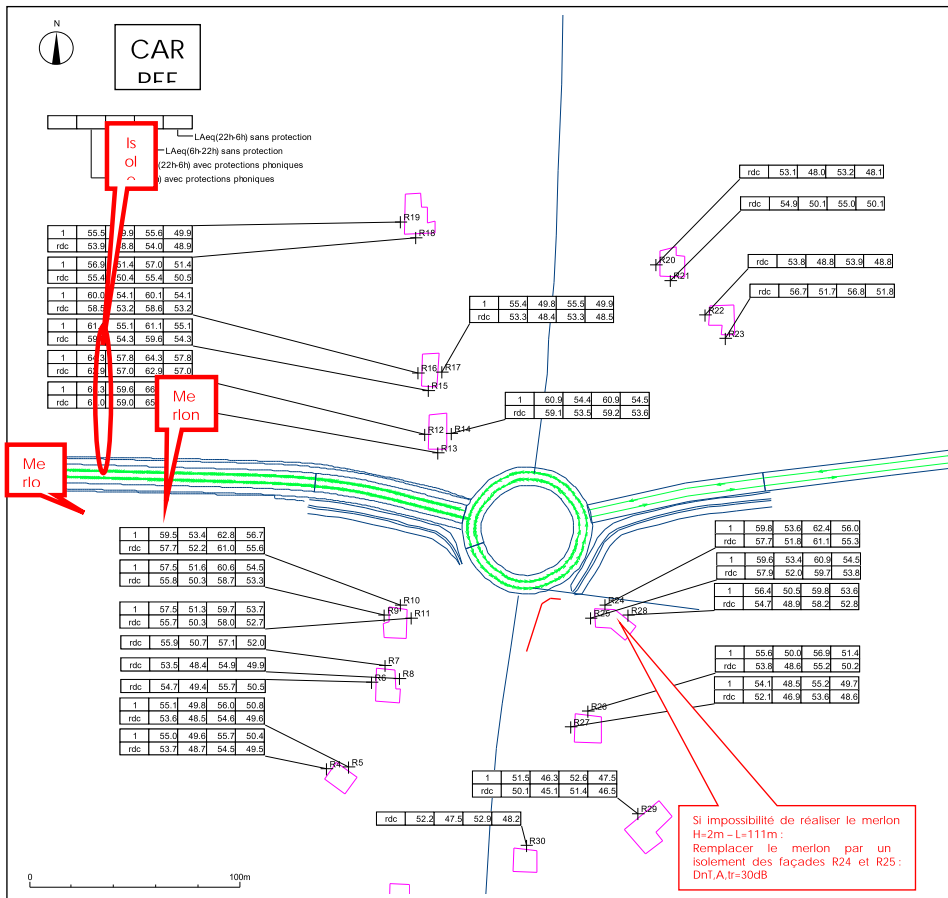 N
CAR
LAeq(22h-6h) sans protection
LAeq(6h-22h) sans protection
(22h-6h) avec protections phoniques
) avec protections phoniques
Is
ol
R19
R18
1 55.5 55.6 49.9
rdc 53.9 54.0 48.9
1 56.9 51.4 57.0 51.4
rdc 55.4 50.4 55.4 50.5
1 60.0 54.1 60.1 54.1
rdc 58.5 53.2 58.6 53.2
1 55.1 61.1 55.1
rdc 54.3 59.6 54.3
1 57.8 64.3 57.8
rdc 57.0 62.9 57.0
1 59.6
rdc 59.0
Me
rlon
Me
rlo
rdc 53.1 48.0 53.2 48.1
rdc 54.9 50.1 55.0 50.1
R20
R21
rdc 53.8 48.8 53.9 48.8
rdc 56.7 51.7 56.8 51.8
R22
R23
1 55.4 49.8 55.5 49.9
rdc 53.3 48.4 53.3 48.5
R16
R17
R15
1 60.9 54.4 60.9 54.5
rdc 59.1 53.5 59.2 53.6
R12
R14
R13
1 59.5 53.4 62.8 56.7
rdc 57.7 52.2 61.0 55.6
1 57.5 51.6 60.6 54.5
rdc 55.8 50.3 58.7 53.3
1 57.5 51.3 59.7 53.7
rdc 55.7 50.3 58.0 52.7
rdc 55.9 50.7 57.1 52.0
rdc 53.5 48.4 54.9 49.9
rdc 54.7 49.4 55.7 50.5
1 55.1 49.8 56.0 50.8
rdc 53.6 48.5 54.6 49.6
1 55.0 49.6 55.7 50.4
rdc 53.7 48.7 54.5 49.5
R10
R9
R11
R7
R6
R8
R4
R5
1 59.8 53.6 62.4 56.0
rdc 57.7 51.8 61.1 55.3
1 59.6 53.4 60.9 54.5
rdc 57.9 52.0 59.7 53.8
1 56.4 50.5 59.8 53.6
rdc 54.7 48.9 58.2 52.8
R24
R25
R28
1 55.6 50.0 56.9 51.4
rdc 53.8 48.6 55.2 50.2
1 54.1 48.5 55.2 49.7
rdc 52.1 46.9 53.6 48.6
R26
R27
1 51.5 46.3 52.6 47.5
rdc 50.1 45.1 51.4 46.5
R29
rdc 52.2 47.5 52.9 48.2
R30
Si impossibilité de réaliser le merlon
H=2m – L=111m :
Remplacer le merlon par un
isolement des façades R24 et R25 :
DnT,A,tr=30dB
0 100m